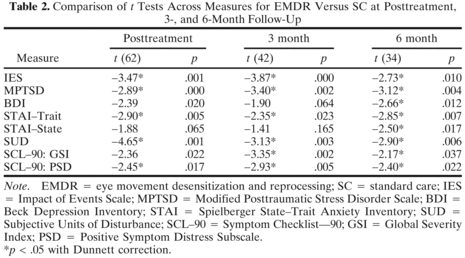 Table 2. Comparison of t Tests Across Measures for EMDR Versus SC at Posttreatment,
3-, and 6-Month Follow-Up
Posttreatment 3 month 6 month
Measure t (62) p t (42) p t (34) p
IES −3.47* .001 −3.87* .000 −2.73* .010
MPTSD −2.89* .000 −3.40* .002 −3.12* .004
BDI −2.39 .020 −1.90 .064 −2.66* .012
STAI–Trait −2.90* .005 −2.35* .023 −2.85* .007
STAI–State −1.88 .065 −1.41 .165 −2.50* .017
SUD −4.65* .001 −3.13* .003 −2.90* .006
SCL–90: GSI −2.36 .022 −3.35* .002 −2.17* .037
SCL–90: PSD −2.45* .017 −2.93* .005 −2.40* .022
Note. EMDR = eye movement desensitization and reprocessing; SC = standard care; IES
= Impact of Events Scale; MPTSD = Modified Posttraumatic Stress Disorder Scale; BDI =
Beck Depression Inventory; STAI = Spielberger State–Trait Anxiety Inventory; SUD =
Subjective Units of Disturbance; SCL–90 = Symptom Checklist—90; GSI = Global Severity
Index; PSD = Positive Symptom Distress Subscale.
*p < .05 with Dunnett correction.